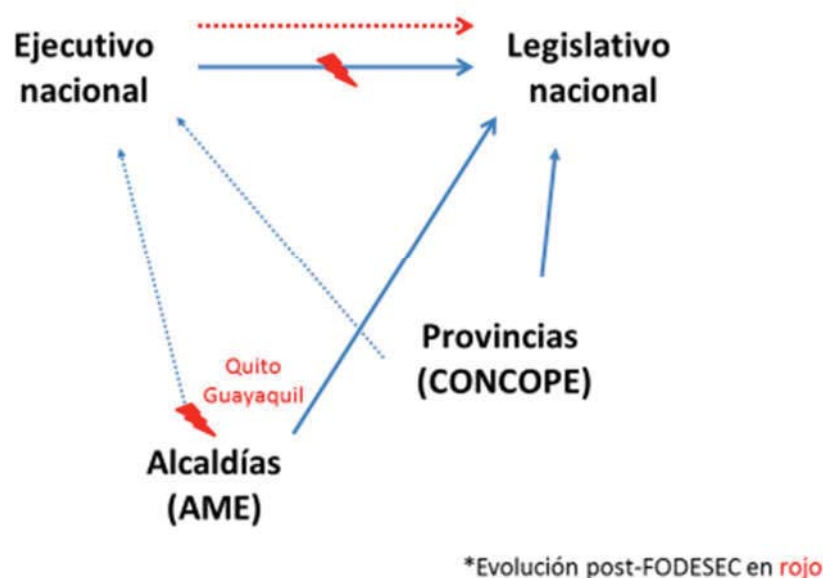 Ejecutivo
nacional
Legislativo
nacional
Provincias
(CONCOPE)
Quito
Guayaquil
Alcaldías
(AME)
*Evolución post-FODESEC en rojo